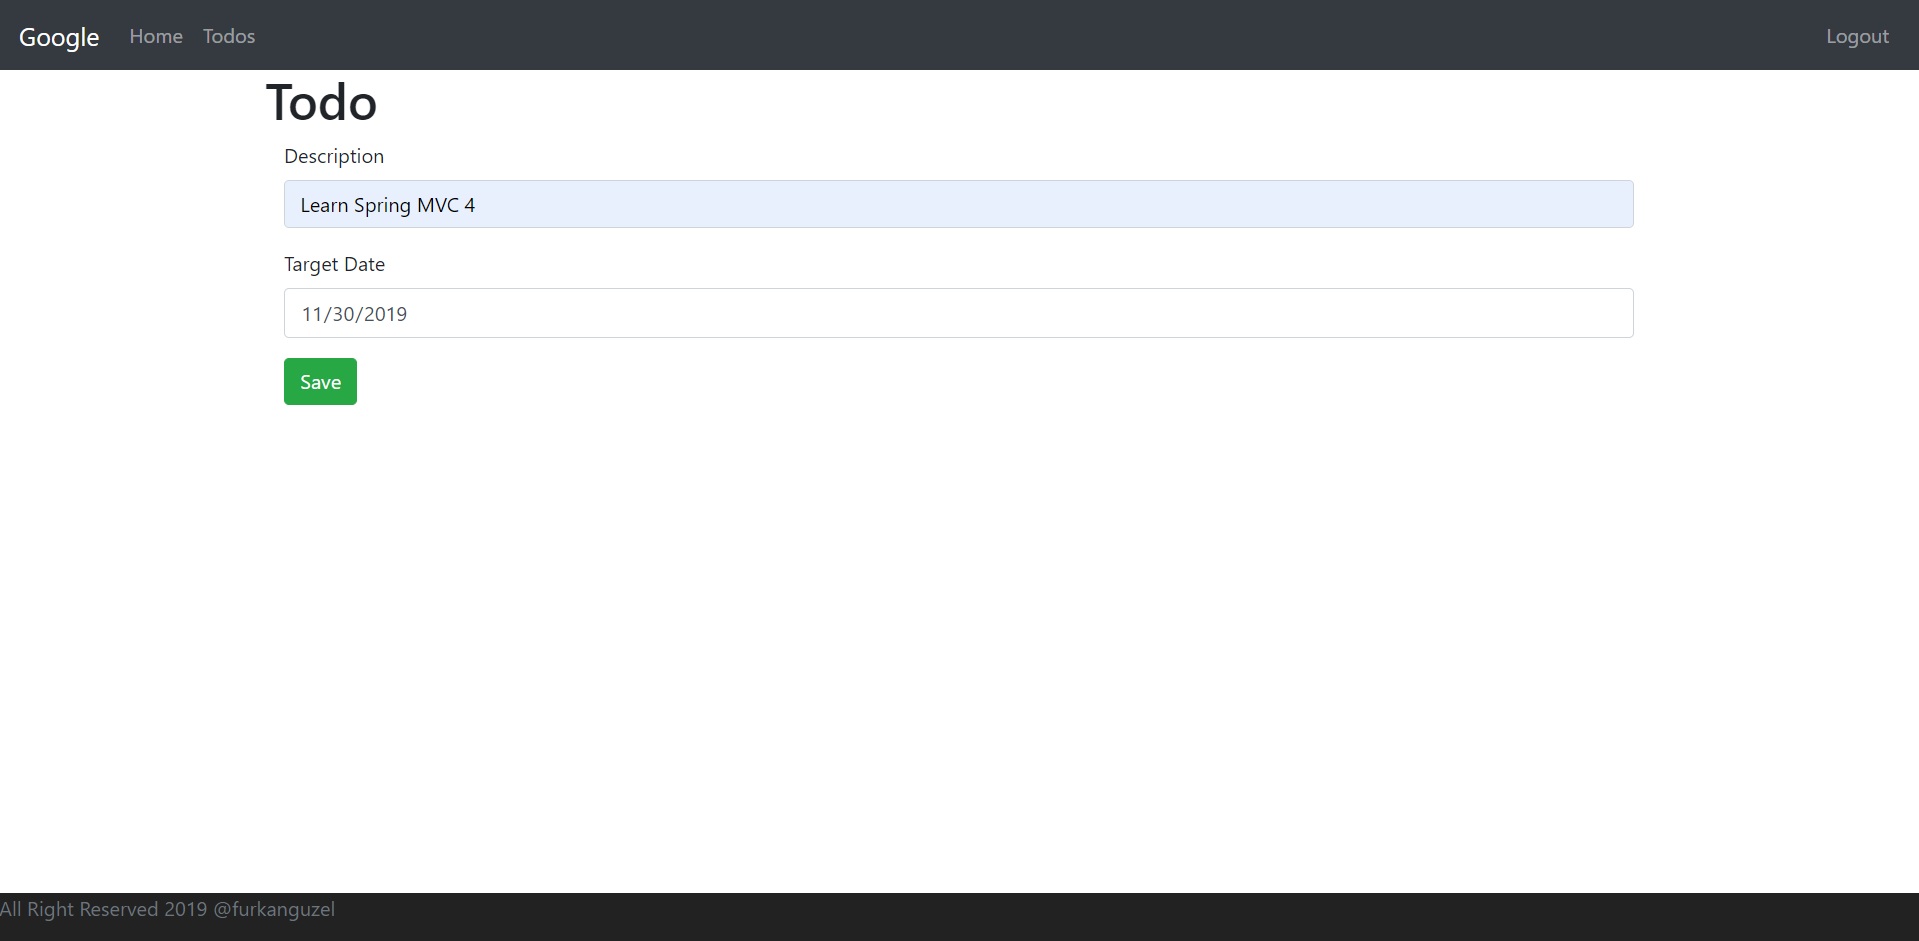 Google Home Todos Logout
Todo
Description
Learn Spring MVC 4
Target Date
11/30/2019
Save
All Right Reserved 2019 @furkanguzel